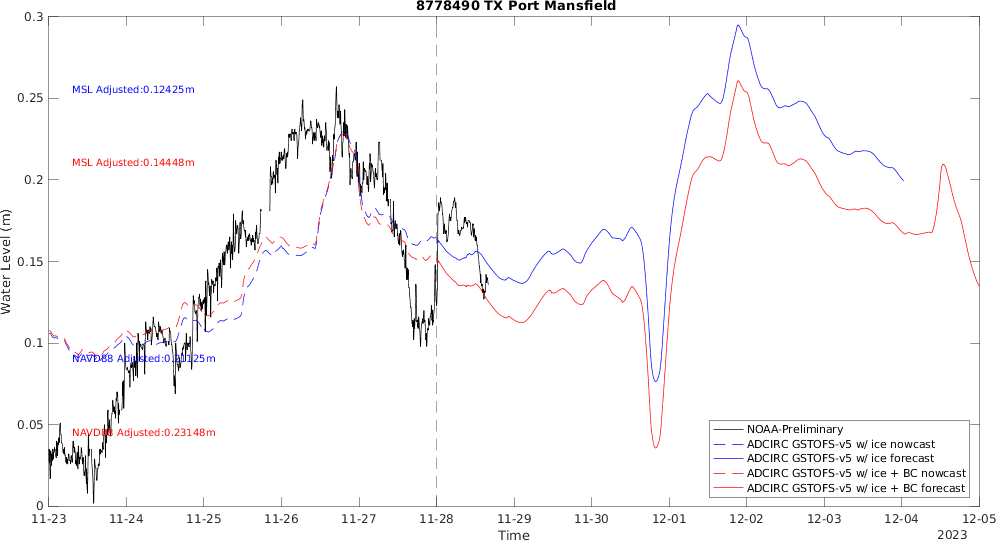 8778490 TX Port Mansfield
Water Level (m)
0.3
0.25
0.2
0.15
0.1
0.05
0
MSL Adjusted:0.12425m
MSL Adjusted:0.14448m
NAVD88 Adjusted:0.21125m
NAVD88 Adjusted:0.23148m
NOAA-Preliminary
ADCIRC GSTOFS-v5 w/ ice nowcast
ADCIRC GSTOFS-v5 w/ ice forecast
ADCIRC GSTOFS-v5 w/ ice + BC nowcast
ADCIRC GSTOFS-v5 w/ ice + BC forecast
11-23 11-24 11-25 11-26 11-27 11-28 11-29 11-30 12-01 12-02 12-03 12-04 12-05
Time
2023